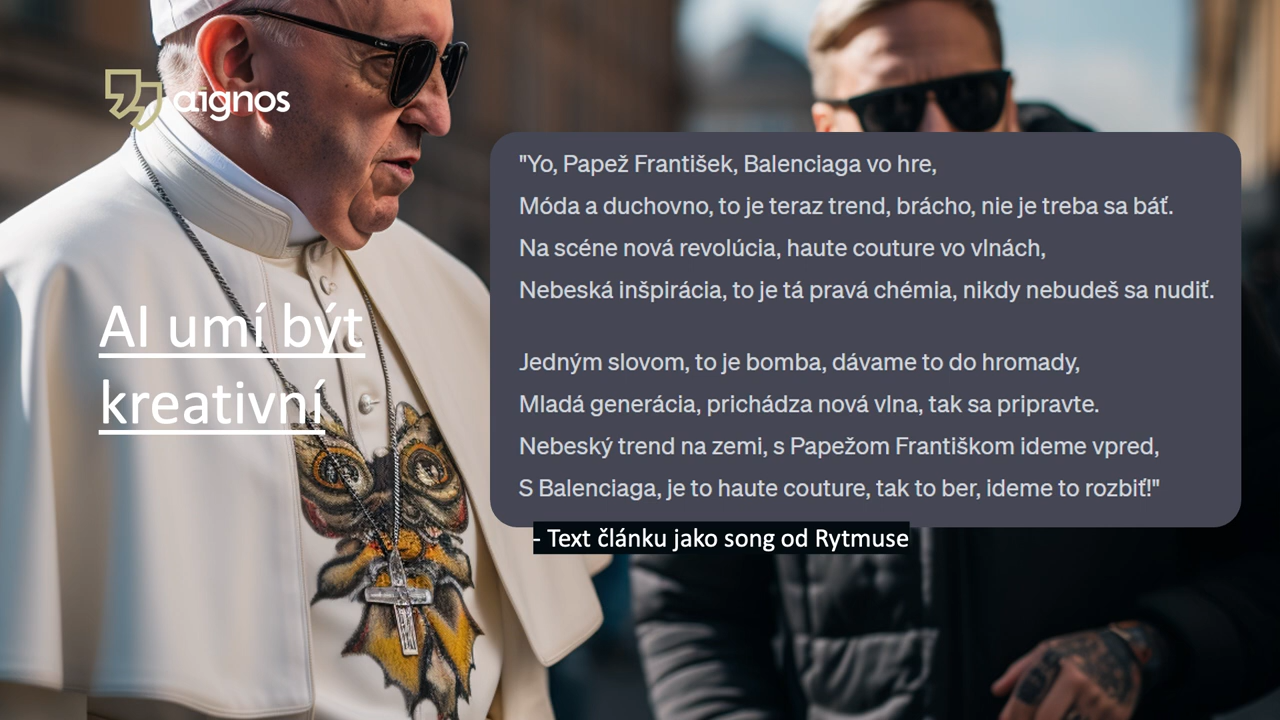 aignos
AI umí být
kreativní
"Yo, Papež František, Balenciaga vo hre,
Móda a duchovno, to je teraz trend, brácho, nie je treba sa báť.
Na scéne nová revolúcia, haute couture vo vlnách,
Nebeská inšpirácia, to je tá pravá chémia, nikdy nebudeš sa nudiť.
Jedným slovom, to je bomba, dávame to do hromady,
Mladá generácia, prichádza nová vlna, tak sa pripravte.
Nebeský trend na zemi, s Papežom Františkom ideme vpred,
S Balenciaga, je to haute couture, tak to ber, ideme to rozbiť!"
- Text článku jako song od Rytmuse